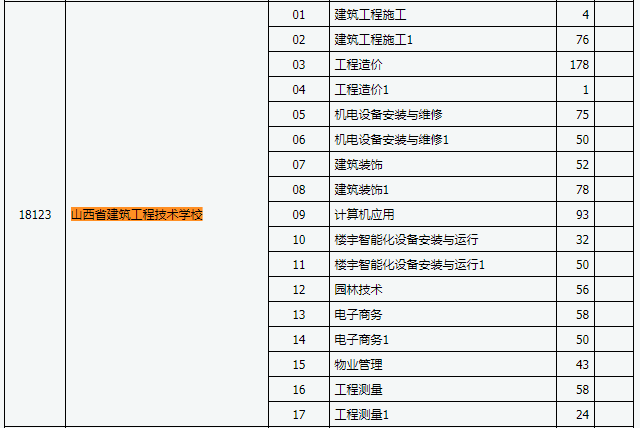 01 建筑工程施工 4
02 建筑工程施工1 76
03 工程造价 178
04 工程造价1 1
05 机电设备安装与维修 75
06 机电设备安装与维修1 50
07 建筑装饰 52
08 建筑装饰1 78
18123 山西省建筑工程技术学校 09 计算机应用 93
10 楼宇智能化设备安装与运行 32
11 楼宇智能化设备安装与运行1 50
12 园林技术 56
13 电子商务 58
14 电子商务1 50
15 物业管理 43
16 工程测量 58
17 工程测量1 24